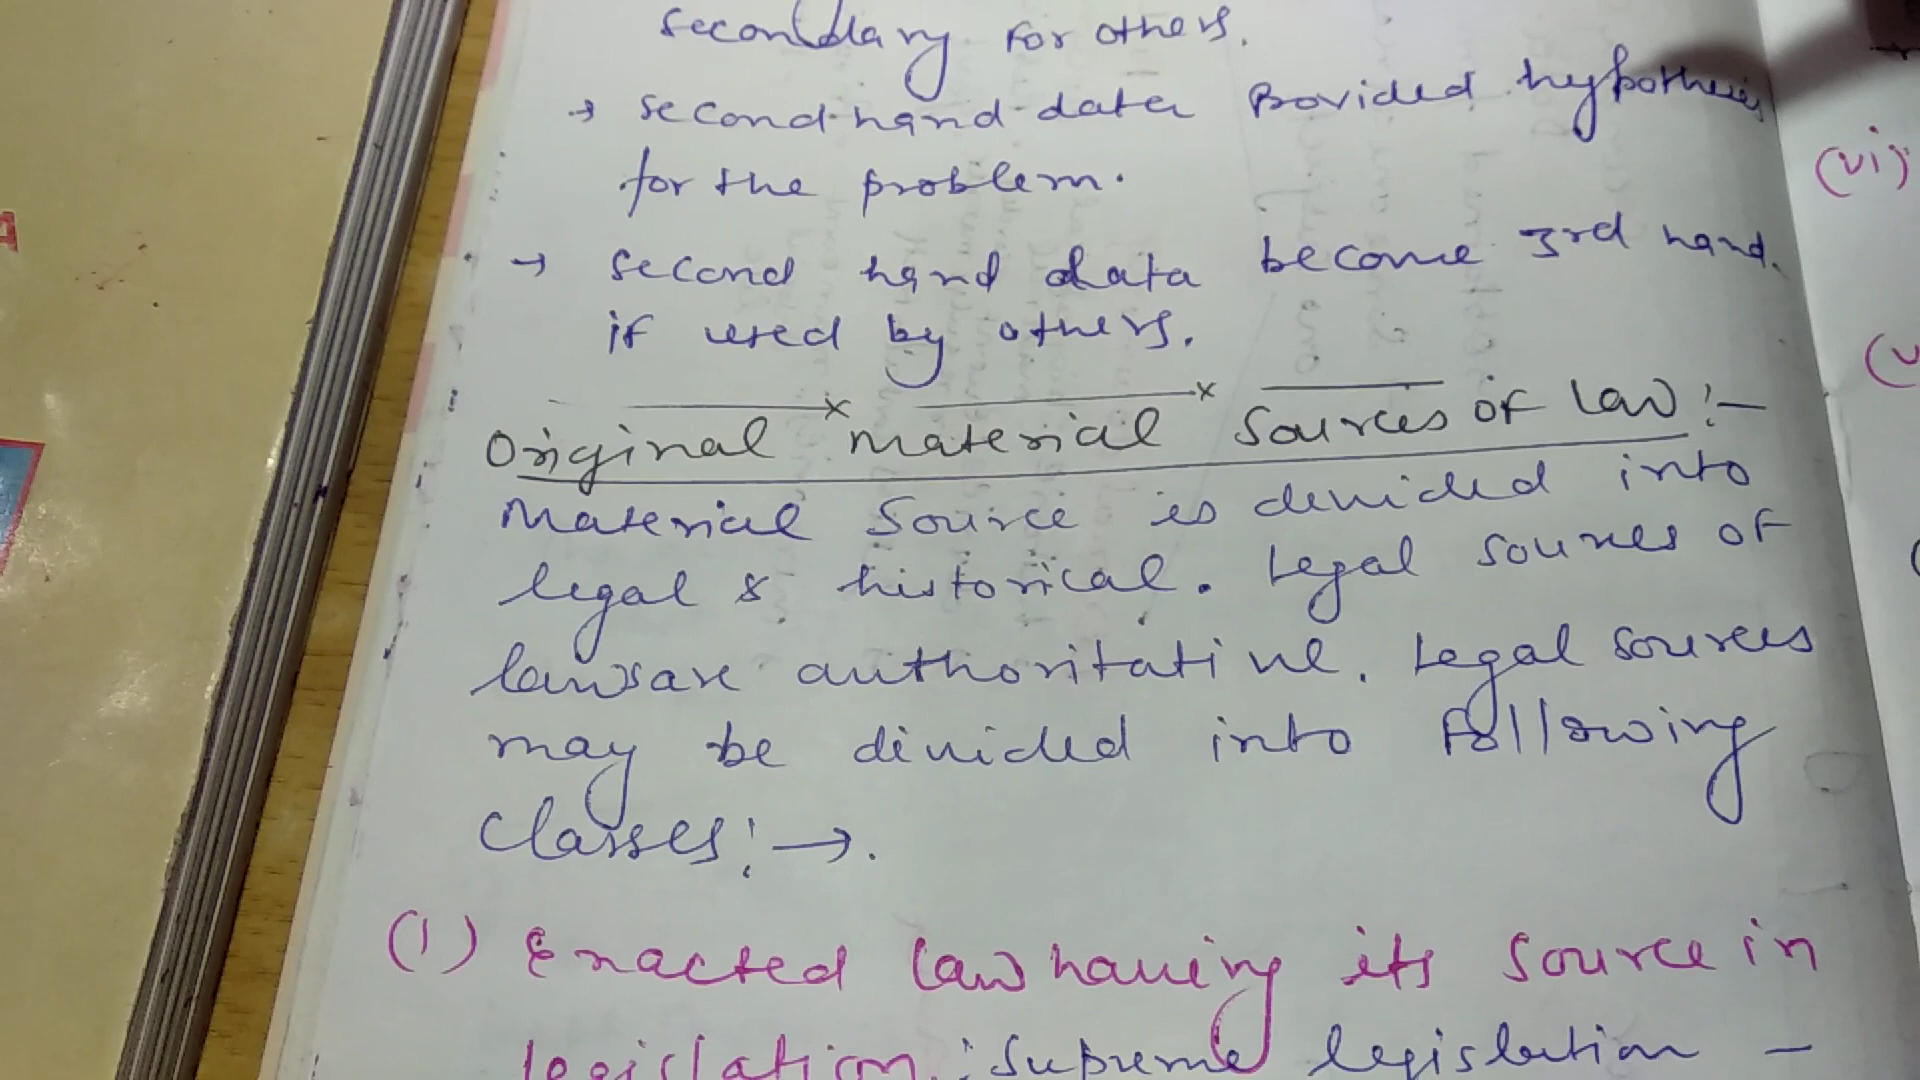 secondary for others.
→ second-hand-data Provided hypothesis
for the problem.
→ second hand data become 3rd hand.
if used by others.
Original material Sources of law :-
Material Source is divided into
legal & historical. Legal sources of
laws are authoritative. Legal sources
may be divided into following
classes :→.
(1) Enacted law having its source in
legislation : Supreme legislation -
(vi)